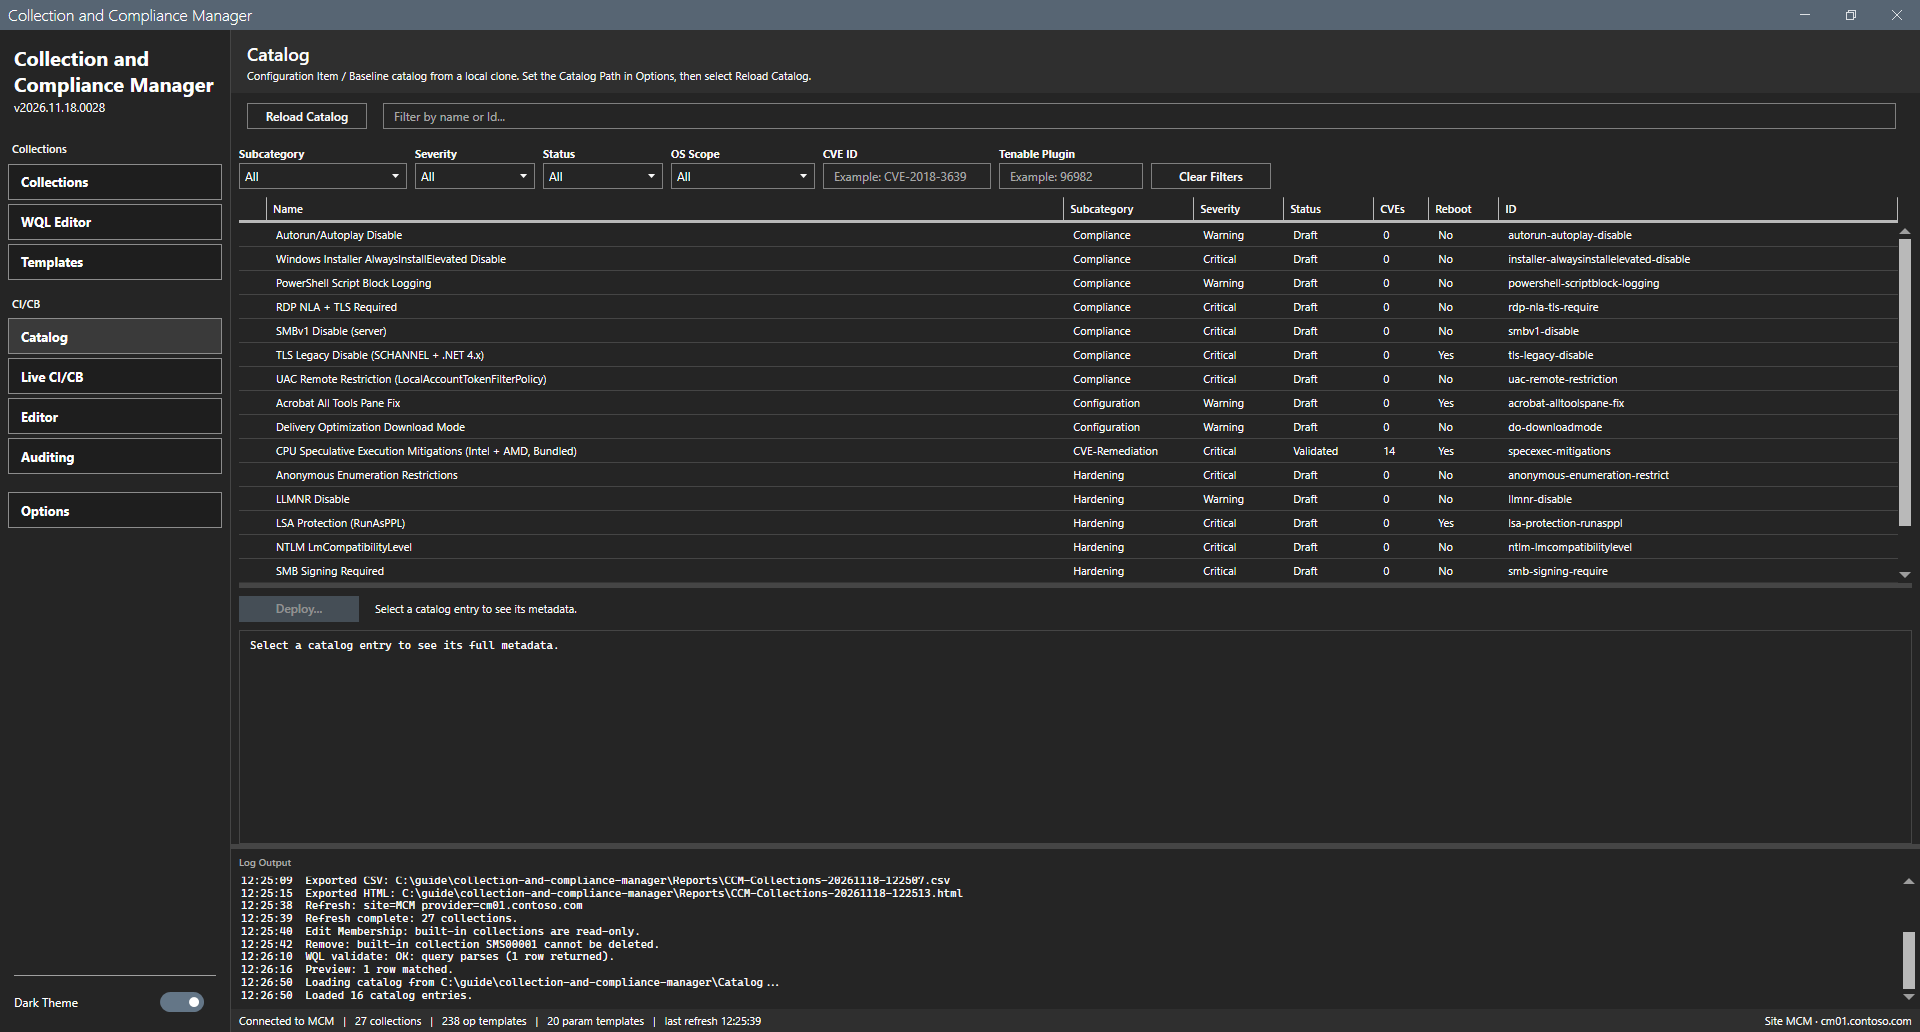 Collection and Compliance Manager
Collection and
Compliance Manager
v2026.11.18.0028
Collections
Collections
WQL Editor
Templates
CI/CB
Catalog
Live CI/CB
Editor
Auditing
Options
Dark Theme
Catalog
Configuration Item / Baseline catalog from a local clone. Set the Catalog Path in Options, then select Reload Catalog.
Reload Catalog Filter by name or Id...
Subcategory Severity Status OS Scope CVE ID Tenable Plugin
All All All All Example: CVE-2018-3639 Example: 96982 Clear Filters
Name Subcategory Severity Status CVEs Reboot ID
Autorun/Autoplay Disable Compliance Warning Draft 0 No autorun-autoplay-disable
Windows Installer AlwaysInstallElevated Disable Compliance Critical Draft 0 No installer-alwaysinstallelevated-disable
PowerShell Script Block Logging Compliance Warning Draft 0 No powershell-scriptblock-logging
RDP NLA + TLS Required Compliance Critical Draft 0 No rdp-nla-tls-require
SMBv1 Disable (server) Compliance Critical Draft 0 No smbv1-disable
TLS Legacy Disable (SCHANNEL + .NET 4.x) Compliance Critical Draft 0 Yes tls-legacy-disable
UAC Remote Restriction (LocalAccountTokenFilterPolicy) Compliance Critical Draft 0 No uac-remote-restriction
Acrobat All Tools Pane Fix Configuration Warning Draft 0 Yes acrobat-alltoolspane-fix
Delivery Optimization Download Mode Configuration Warning Draft 0 No do-downloadmode
CPU Speculative Execution Mitigations (Intel + AMD, Bundled) CVE-Remediation Critical Validated 14 Yes specexec-mitigations
Anonymous Enumeration Restrictions Hardening Critical Draft 0 No anonymous-enumeration-restrict
LLMNR Disable Hardening Warning Draft 0 No llmnr-disable
LSA Protection (RunAsPPL) Hardening Critical Draft 0 Yes lsa-protection-runasppl
NTLM LmCompatibilityLevel Hardening Critical Draft 0 No ntlm-lmcompatibilitylevel
SMB Signing Required Hardening Critical Draft 0 No smb-signing-require
Deploy... Select a catalog entry to see its metadata.
Select a catalog entry to see its full metadata.
Log Output
12:25:09 Exported CSV: C:\guide\collection-and-compliance-manager\Reports\CCM-Collections-20261118-122507.csv
12:25:15 Exported HTML: C:\guide\collection-and-compliance-manager\Reports\CCM-Collections-20261118-122513.html
12:25:38 Refresh: site=MCM provider=cm01.contoso.com
12:25:39 Refresh complete: 27 collections.
12:25:40 Edit Membership: built-in collections are read-only.
12:25:42 Remove: built-in collection SMS00001 cannot be deleted.
12:26:10 WQL validate: OK: query parses (1 row returned).
12:26:16 Preview: 1 row matched.
12:26:50 Loading catalog from C:\guide\collection-and-compliance-manager\Catalog...
12:26:50 Loaded 16 catalog entries.
Connected to MCM | 27 collections | 238 op templates | 20 param templates | last refresh 12:25:39
Site MCM · cm01.contoso.com